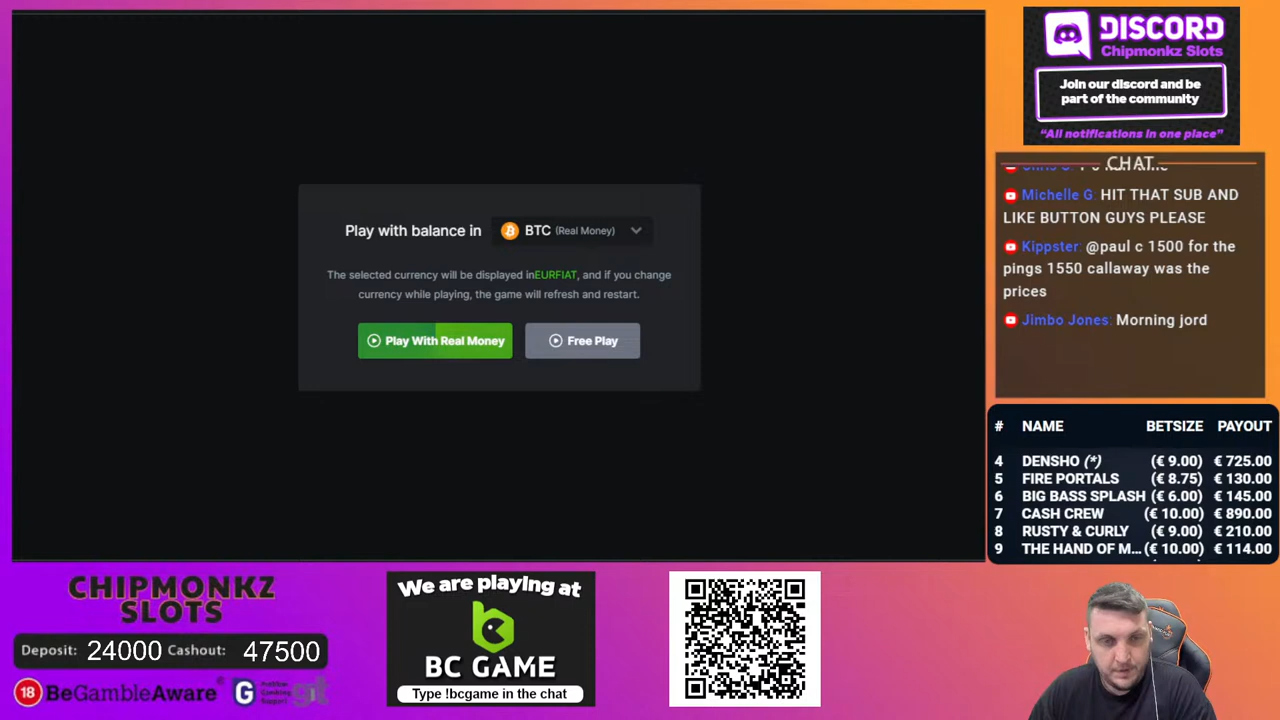 Play with balance in BTC (Real Money)
The selected currency will be displayed inEURFIAT, and if you change
currency while playing, the game will refresh and restart.
Play With Real Money
Free Play
DISCORD
Chipmonkz Slots
Join our discord and be
part of the community
"All notifications in one place"
CHAT
Michelle G: HIT THAT SUB AND
LIKE BUTTON GUYS PLEASE
Kippster: @paul c 1500 for the
pings 1550 callaway was the
prices
Jimbo Jones: Morning jord
# NAME BETSIZE PAYOUT
4 DENSHO (*) (€ 9.00) € 725.00
5 FIRE PORTALS (€ 8.75) € 130.00
6 BIG BASS SPLASH (€ 6.00) € 145.00
7 CASH CREW (€ 10.00) € 890.00
8 RUSTY & CURLY (€ 9.00) € 210.00
9 THE HAND OF M... (€ 10.00) € 114.00
CHIPMONKZ
SLOTS
Deposit: 24000 Cashout: 47500
18 BeGambleAware
We are playing at
BC GAME
Type !bcgame in the chat